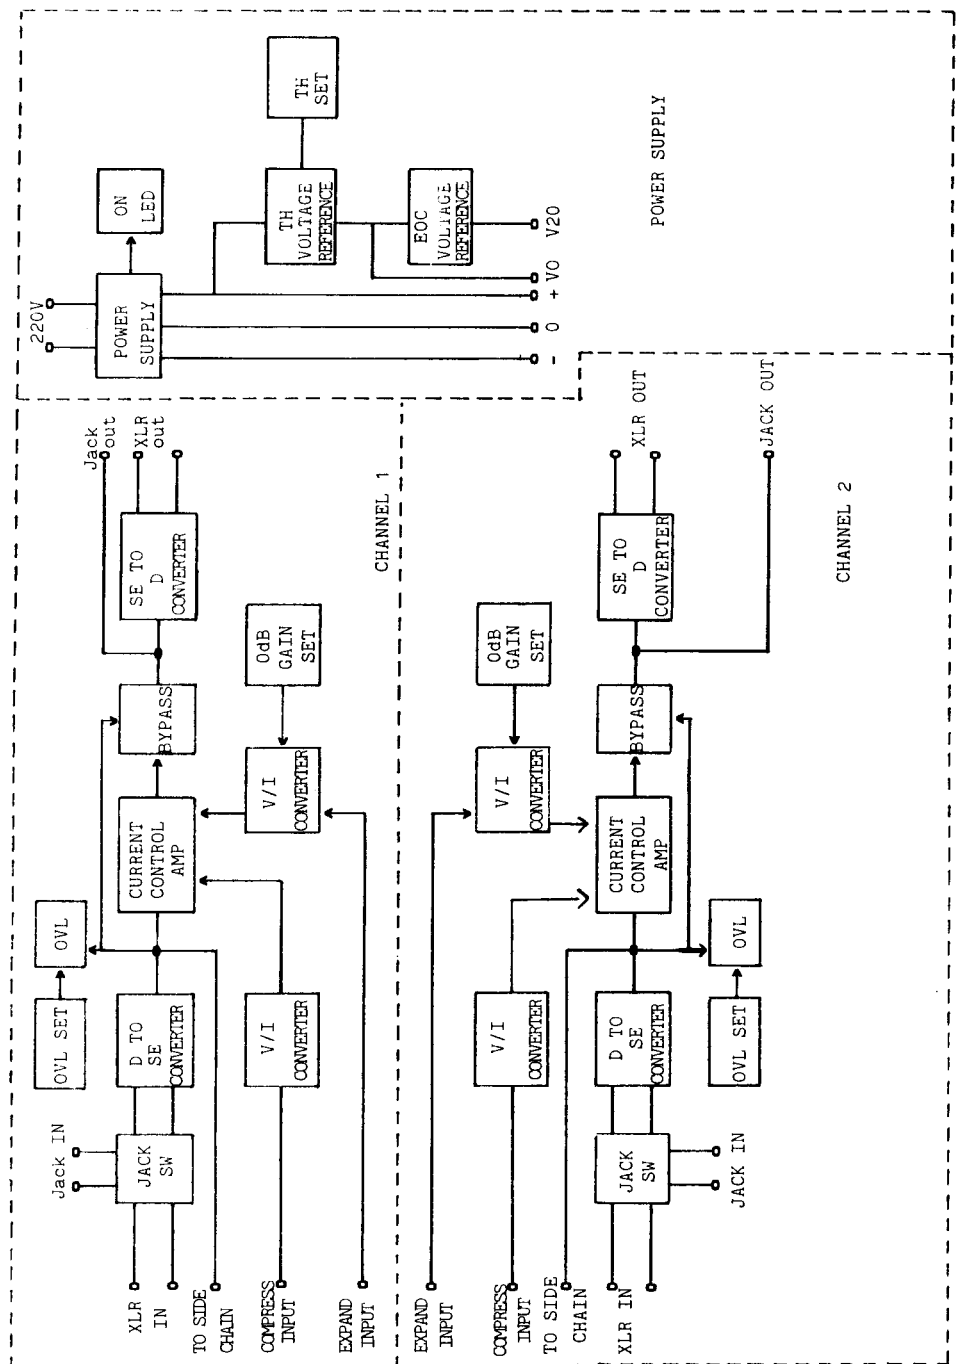 220V
POWER
SUPPLY
ON
LED
TH
SET
TH
VOLTAGE
REFERENCE
EOC
VOLTAGE
REFERENCE
-
0
+
VO
V20
POWER SUPPLY
XLR
IN
Jack IN
JACK
SW
TO SIDE
CHAIN
COMPRESS
INPUT
EXPAND
INPUT
OVL SET
OVL
D TO
SE
CONVERTER
V/I
CONVERTER
CURRENT
CONTROL
AMP
V/I
CONVERTER
BYPASS
0dB
GAIN
SET
SE TO
D
CONVERTER
Jack
out
XLR
out
CHANNEL 1
EXPAND
INPUT
COMPRESS
INPUT
TO SIDE
CHAIN
XLR IN
JACK
SW
JACK IN
V/I
CONVERTER
D TO
SE
CONVERTER
OVL SET
OVL
V/I
CONVERTER
CURRENT
CONTROL
AMP
0dB
GAIN
SET
BYPASS
SE TO
D
CONVERTER
XLR OUT
JACK OUT
CHANNEL 2